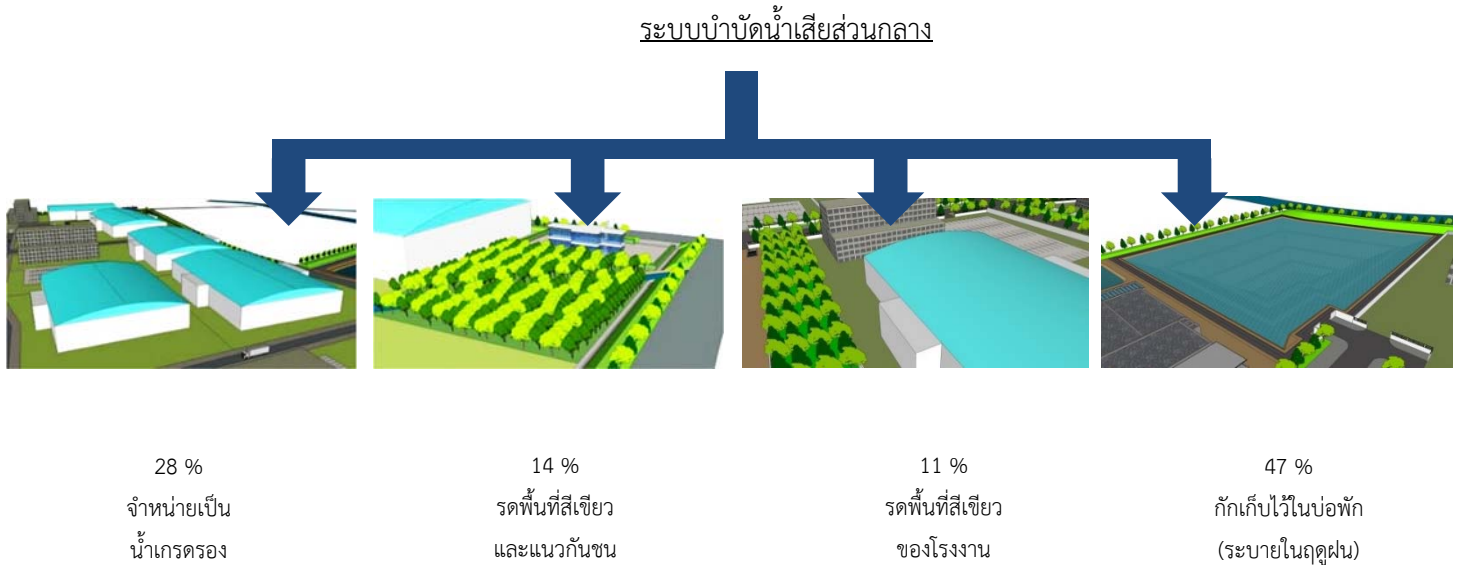 ระบบบำบัดน้ำเสียส่วนกลาง
28 %
จำหน่ายเป็น
น้ำเกรดรอง
14 %
รดพื้นที่สีเขียว
และแนวกันชน
11 %
รดพื้นที่สีเขียว
ของโรงงาน
47 %
กักเก็บไว้ในบ่อพัก
(ระบายในฤดูฝน)